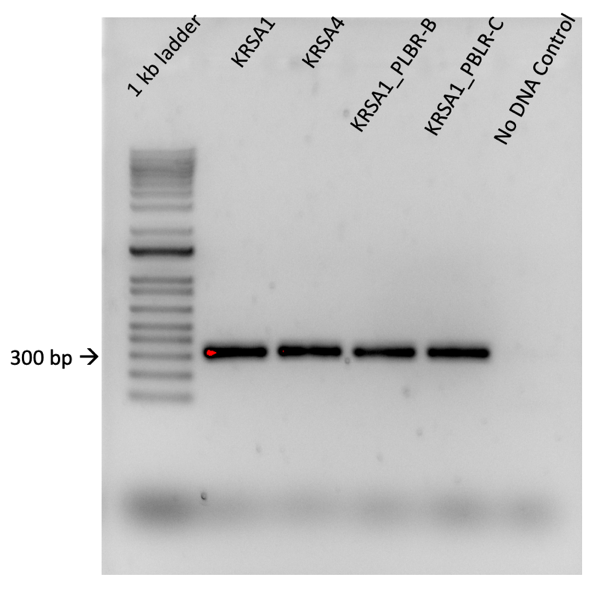 1 kb ladder
KRSA1
KRSA4
KRSA1_PLBR-B
KRSA1_PBLR-C
No DNA Control
300 bp →